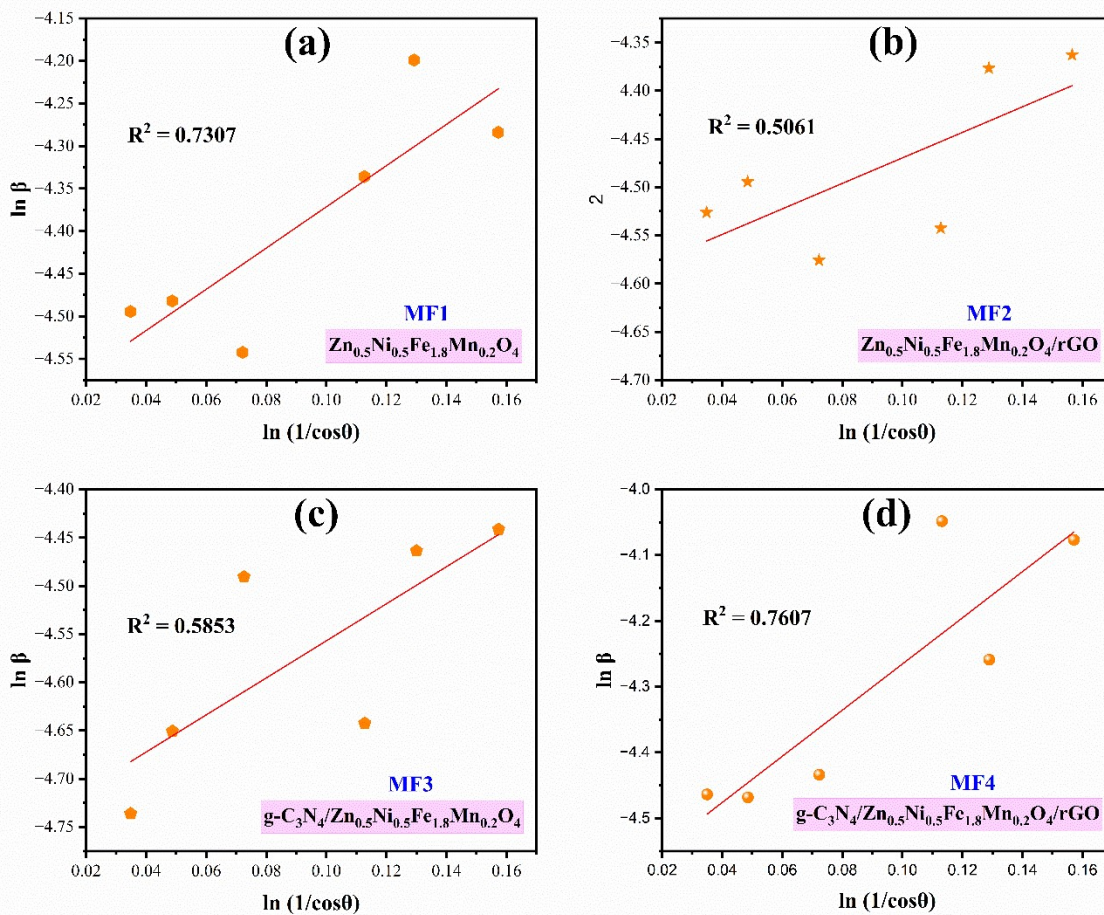 (a)
−4.15
−4.20
−4.25
−4.30
−4.35
−4.40
−4.45
−4.50
−4.55
ln β
R² = 0.7307
MF1
Zn₀.₅Ni₀.₅Fe₁.₈Mn₀.₂O₄
0.02 0.04 0.06 0.08 0.10 0.12 0.14 0.16
ln (1/cosθ)
(b)
−4.35
−4.40
−4.45
−4.50
−4.55
−4.60
−4.65
−4.70
2
R² = 0.5061
MF2
Zn₀.₅Ni₀.₅Fe₁.₈Mn₀.₂O₄/rGO
0.02 0.04 0.06 0.08 0.10 0.12 0.14 0.16
ln (1/cosθ)
(c)
−4.40
−4.45
−4.50
−4.55
−4.60
−4.65
−4.70
−4.75
ln β
R² = 0.5853
MF3
g-C₃N₄/Zn₀.₅Ni₀.₅Fe₁.₈Mn₀.₂O₄
0.02 0.04 0.06 0.08 0.10 0.12 0.14 0.16
ln (1/cosθ)
(d)
−4.0
−4.1
−4.2
−4.3
−4.4
−4.5
ln β
R² = 0.7607
MF4
g-C₃N₄/Zn₀.₅Ni₀.₅Fe₁.₈Mn₀.₂O₄/rGO
0.02 0.04 0.06 0.08 0.10 0.12 0.14 0.16
ln (1/cosθ)